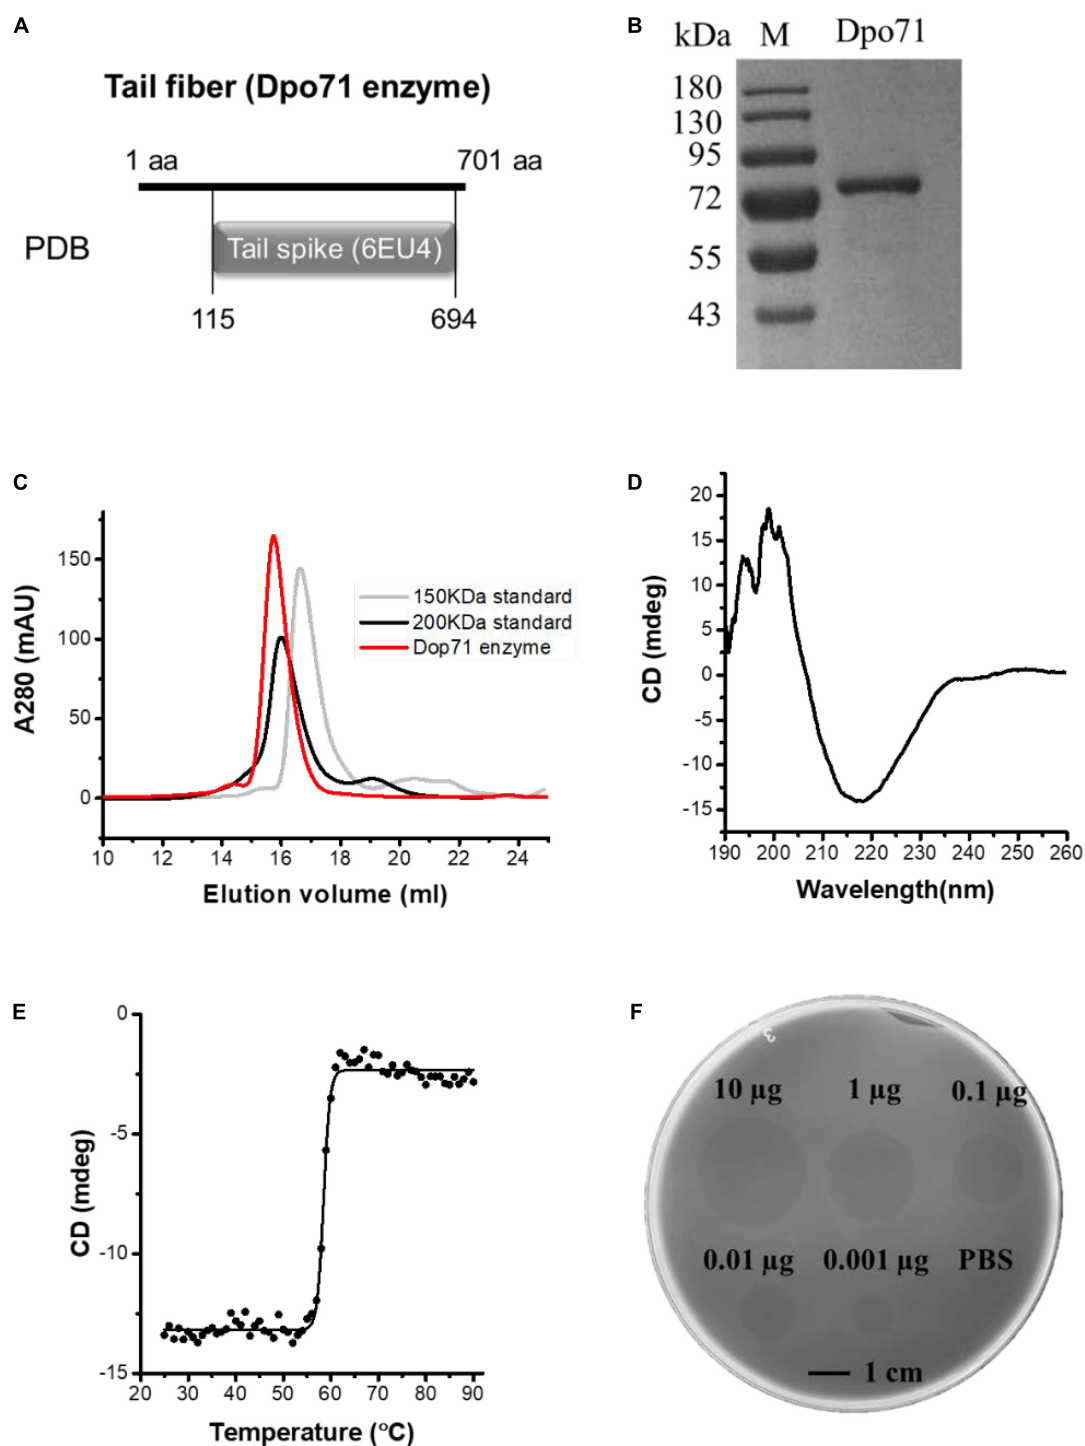 A
Tail fiber (Dpo71 enzyme)
1 aa 701 aa
PDB Tail spike (6EU4)
115 694
B
kDa M Dpo71
180
130
95
72
55
43
C
A280 (mAU)
150
100
50
0
150KDa standard
200KDa standard
Dop71 enzyme
10 12 14 16 18 20 22 24
Elution volume (ml)
D
CD (mdeg)
20
15
10
5
0
-5
-10
-15
190 200 210 220 230 240 250 260
Wavelength(nm)
E
CD (mdeg)
0
-5
-10
-15
20 30 40 50 60 70 80 90
Temperature (°C)
F
10 µg 1 µg 0.1 µg
0.01 µg 0.001 µg PBS
1 cm